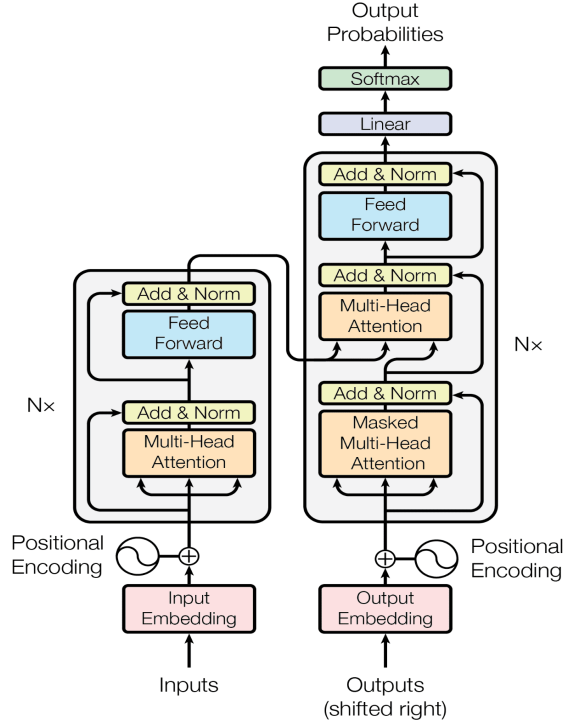 Output
Probabilities
Softmax
Linear
Add & Norm
Feed
Forward
Add & Norm
Multi-Head
Attention
Add & Norm
Masked
Multi-Head
Attention
N×
Positional
Encoding
Output
Embedding
Outputs
(shifted right)
Add & Norm
Feed
Forward
Add & Norm
Multi-Head
Attention
N×
Positional
Encoding
Input
Embedding
Inputs